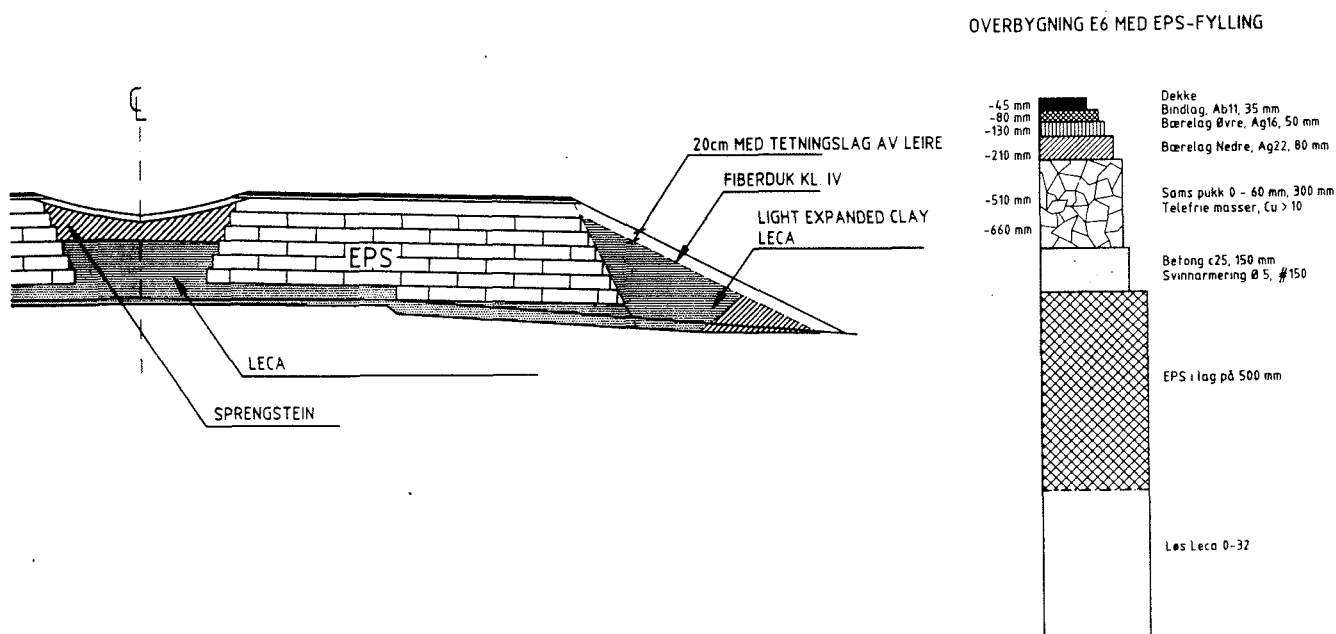 OVERBYGNING E6 MED EPS-FYLLING
℄
20cm MED TETNINGSLAG AV LEIRE
FIBERDUK KL. IV
LIGHT EXPANDED CLAY
LECA
EPS
LECA
SPRENGSTEIN
-45 mm
-80 mm
-130 mm
-210 mm
-510 mm
-660 mm
Dekke
Bindlag, Ab11, 35 mm
Bærelag Øvre, Ag16, 50 mm
Bærelag Nedre, Ag22, 80 mm
Sams pukk 0 - 60 mm, 300 mm
Telefrie masser, Cu > 10
Betong c25, 150 mm
Svinnarmering Ø 5, #150
EPS i lag på 500 mm
Løs Leca 0-32